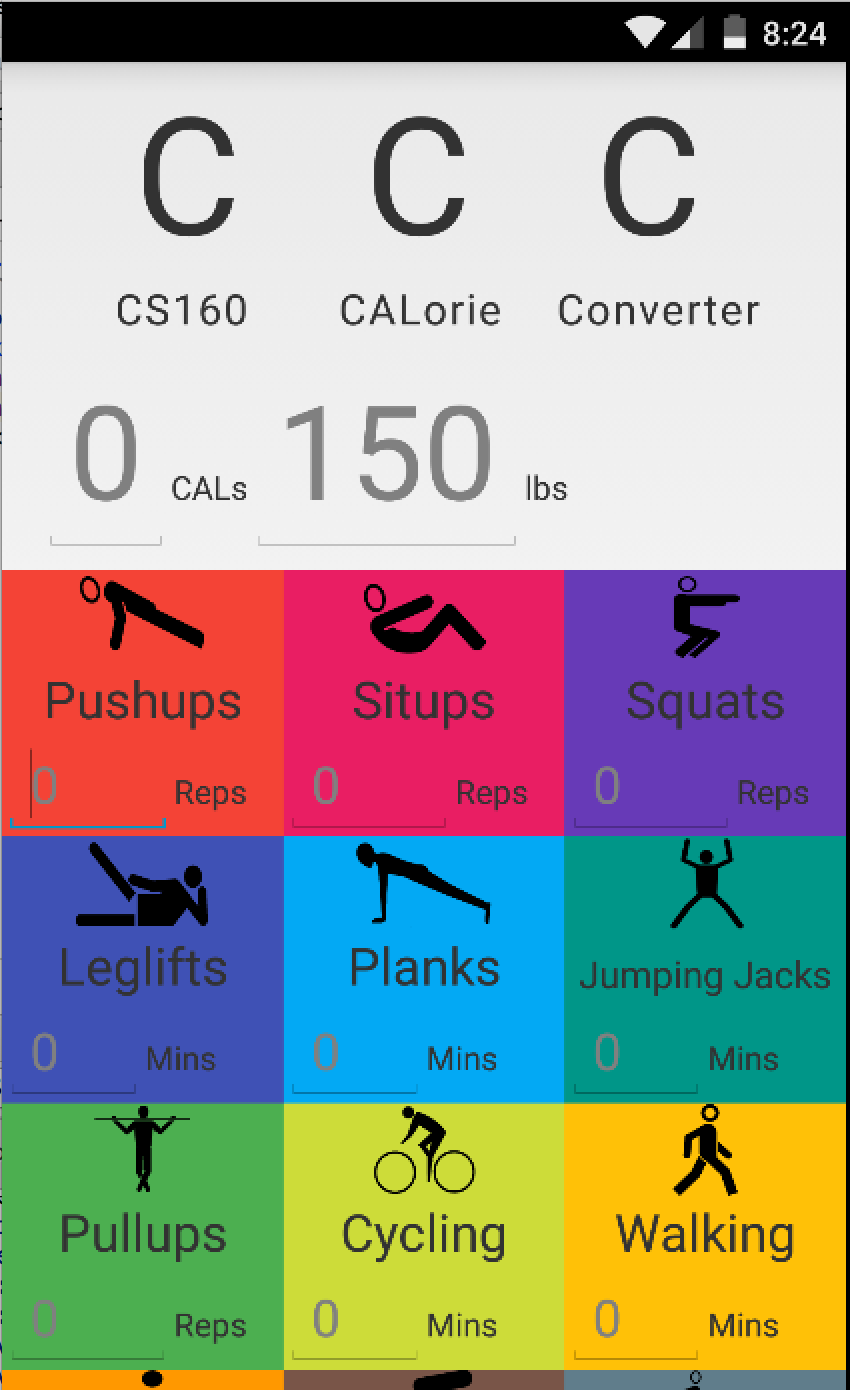 8:24
C C C
CS160 CALorie Converter
0 CALs 150 lbs
Pushups Situps Squats
0 Reps 0 Reps 0 Reps
Leglifts Planks Jumping Jacks
0 Mins 0 Mins 0 Mins
Pullups Cycling Walking
0 Reps 0 Mins 0 Mins